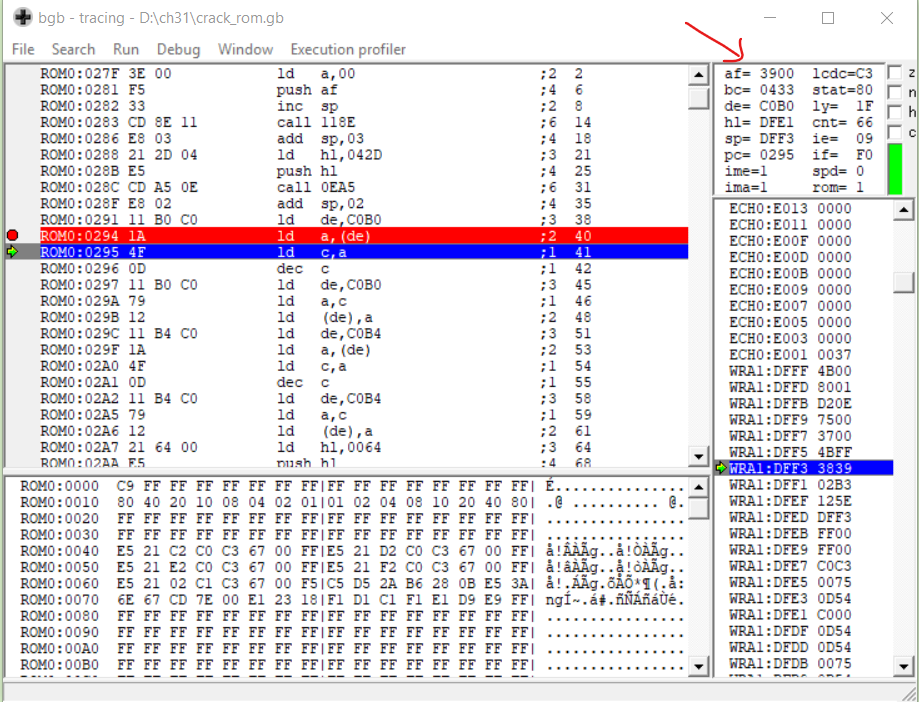 bgb - tracing - D:\ch31\crack_rom.gb
File Search Run Debug Window Execution profiler
ROM0:027F 3E 00 ld a,00 ;2 2
ROM0:0281 F5 push af ;4 6
ROM0:0282 33 inc sp ;2 8
ROM0:0283 CD 8E 11 call 118E ;6 14
ROM0:0286 E8 03 add sp,03 ;4 18
ROM0:0288 21 2D 04 ld hl,042D ;3 21
ROM0:028B E5 push hl ;4 25
ROM0:028C CD A5 0E call 0EA5 ;6 31
ROM0:028F E8 02 add sp,02 ;4 35
ROM0:0291 11 B0 C0 ld de,C0B0 ;3 38
ROM0:0294 1A ld a,(de) ;2 40
ROM0:0295 4F ld c,a ;1 41
ROM0:0296 0D dec c ;1 42
ROM0:0297 11 B0 C0 ld de,C0B0 ;3 45
ROM0:029A 79 ld a,c ;1 46
ROM0:029B 12 ld (de),a ;2 48
ROM0:029C 11 B4 C0 ld de,C0B4 ;3 51
ROM0:029F 1A ld a,(de) ;2 53
ROM0:02A0 4F ld c,a ;1 54
ROM0:02A1 0D dec c ;1 55
ROM0:02A2 11 B4 C0 ld de,C0B4 ;3 58
ROM0:02A5 79 ld a,c ;1 59
ROM0:02A6 12 ld (de),a ;2 61
ROM0:02A7 21 64 00 ld hl,0064 ;3 64
ROM0:02AA E5 push hl ;4 68
af= 3900 lcdc=C3 z
bc= 0433 stat=80 n
de= C0B0 ly= 1F h
hl= DFE1 cnt= 66 c
sp= DFF3 ie= 09
pc= 0295 if= F0
ime=1 spd= 0
ima=1 rom= 1
ECH0:E013 0000
ECH0:E011 0000
ECH0:E00F 0000
ECH0:E00D 0000
ECH0:E00B 0000
ECH0:E009 0000
ECH0:E007 0000
ECH0:E005 0000
ECH0:E003 0000
ECH0:E001 0037
WRA1:DFFF 4B00
WRA1:DFFD 8001
WRA1:DFFB D20E
WRA1:DFF9 7500
WRA1:DFF7 3700
WRA1:DFF5 4BFF
WRA1:DFF3 3839
WRA1:DFF1 02B3
WRA1:DFEF 125E
WRA1:DFED DFF3
WRA1:DFEB FF00
WRA1:DFE9 FF00
WRA1:DFE7 C0C3
WRA1:DFE5 0075
WRA1:DFE3 0D54
WRA1:DFE1 C000
WRA1:DFDF 0D54
WRA1:DFDD 0D54
WRA1:DFDB 0075
ROM0:0000 C9 FF FF FF FF FF FF FF|FF FF FF FF FF FF FF FF| É...............
ROM0:0010 80 40 20 10 08 04 02 01|01 02 04 08 10 20 40 80| .@ .......... @.
ROM0:0020 FF FF FF FF FF FF FF FF|FF FF FF FF FF FF FF FF| ................
ROM0:0030 FF FF FF FF FF FF FF FF|FF FF FF FF FF FF FF FF| ................
ROM0:0040 E5 21 C2 C0 C3 67 00 FF|E5 21 D2 C0 C3 67 00 FF| å!ÂÀÃg..å!ÒÀÃg..
ROM0:0050 E5 21 E2 C0 C3 67 00 FF|E5 21 F2 C0 C3 67 00 FF| å!âÀÃg..å!òÀÃg..
ROM0:0060 E5 21 02 C1 C3 67 00 F5|C5 D5 2A B6 28 0B E5 3A| å!.ÁÃg.õÅÕ*¶(.å:
ROM0:0070 6E 67 CD 7E 00 E1 23 18|F1 D1 C1 F1 E1 D9 E9 FF| ngÍ~.á#.ñÑÁñáÙé.
ROM0:0080 FF FF FF FF FF FF FF FF|FF FF FF FF FF FF FF FF| ................
ROM0:0090 FF FF FF FF FF FF FF FF|FF FF FF FF FF FF FF FF| ................
ROM0:00A0 FF FF FF FF FF FF FF FF|FF FF FF FF FF FF FF FF| ................
ROM0:00B0 FF FF FF FF FF FF FF FF|FF FF FF FF FF FF FF FF| ................